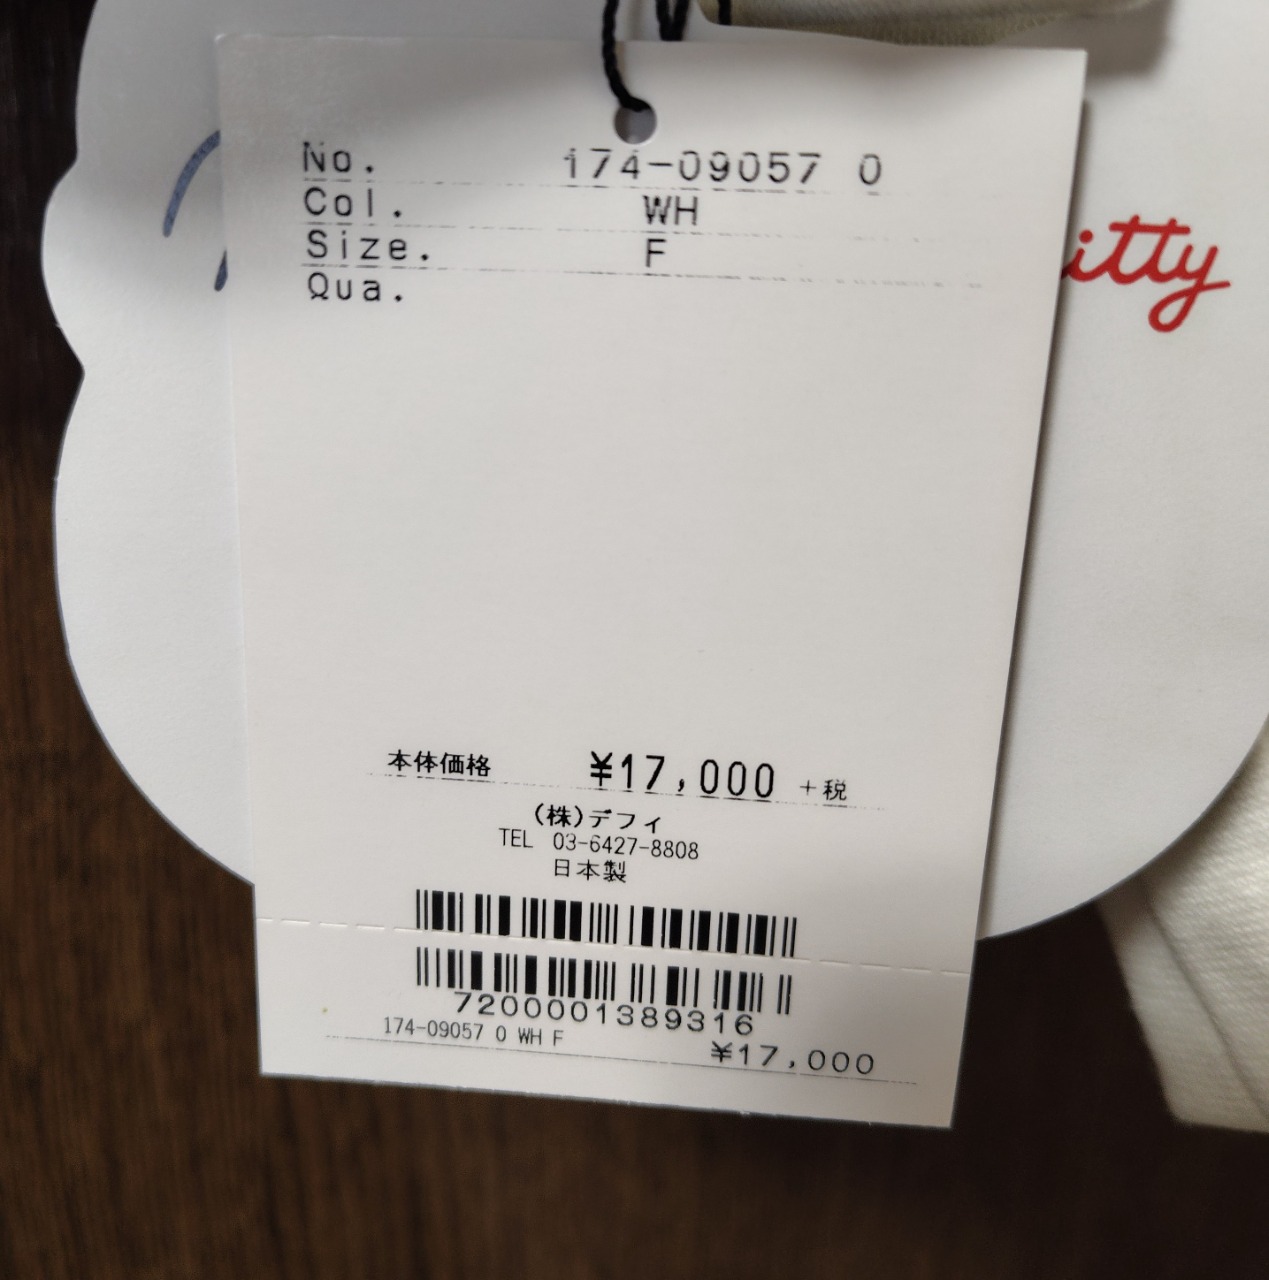 No. 174-09057 0
Col. WH
Size. F
Qua.
itty
本体価格 ¥17,000 +税
(株)デフィ
TEL 03-6427-8808
日本製
7200001389316
174-09057 0 WH F ¥17,000